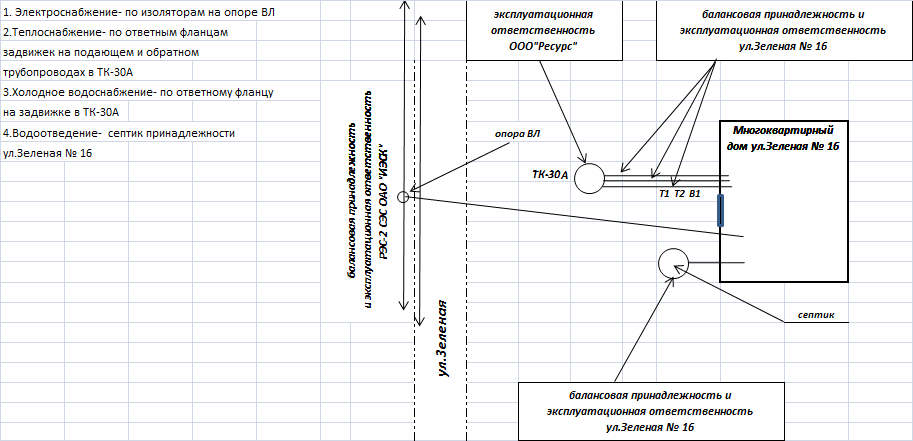 1. Электроснабжение- по изоляторам на опоре ВЛ
2.Теплоснабжение- по ответным фланцам
задвижек на подающем и обратном
трубопроводах в ТК-30А
3.Холодное водоснабжение- по ответному фланцу
на задвижке в ТК-30А
4.Водоотведение- септик принадлежности
ул.Зеленая № 16
эксплуатационная
ответственность
ООО"Ресурс"
балансовая принадлежность и
эксплуатационная ответственность
ул.Зеленая № 16
балансовая принадлежность
и эксплуатационная ответственность
РЭС-2 СЭС ОАО "ИЭСК"
опора ВЛ
Многоквартирный
дом ул.Зеленая № 16
ТК-30А
Т1 Т2 В1
ул.Зеленая
септик
балансовая принадлежность и
эксплуатационная ответственность
ул.Зеленая № 16